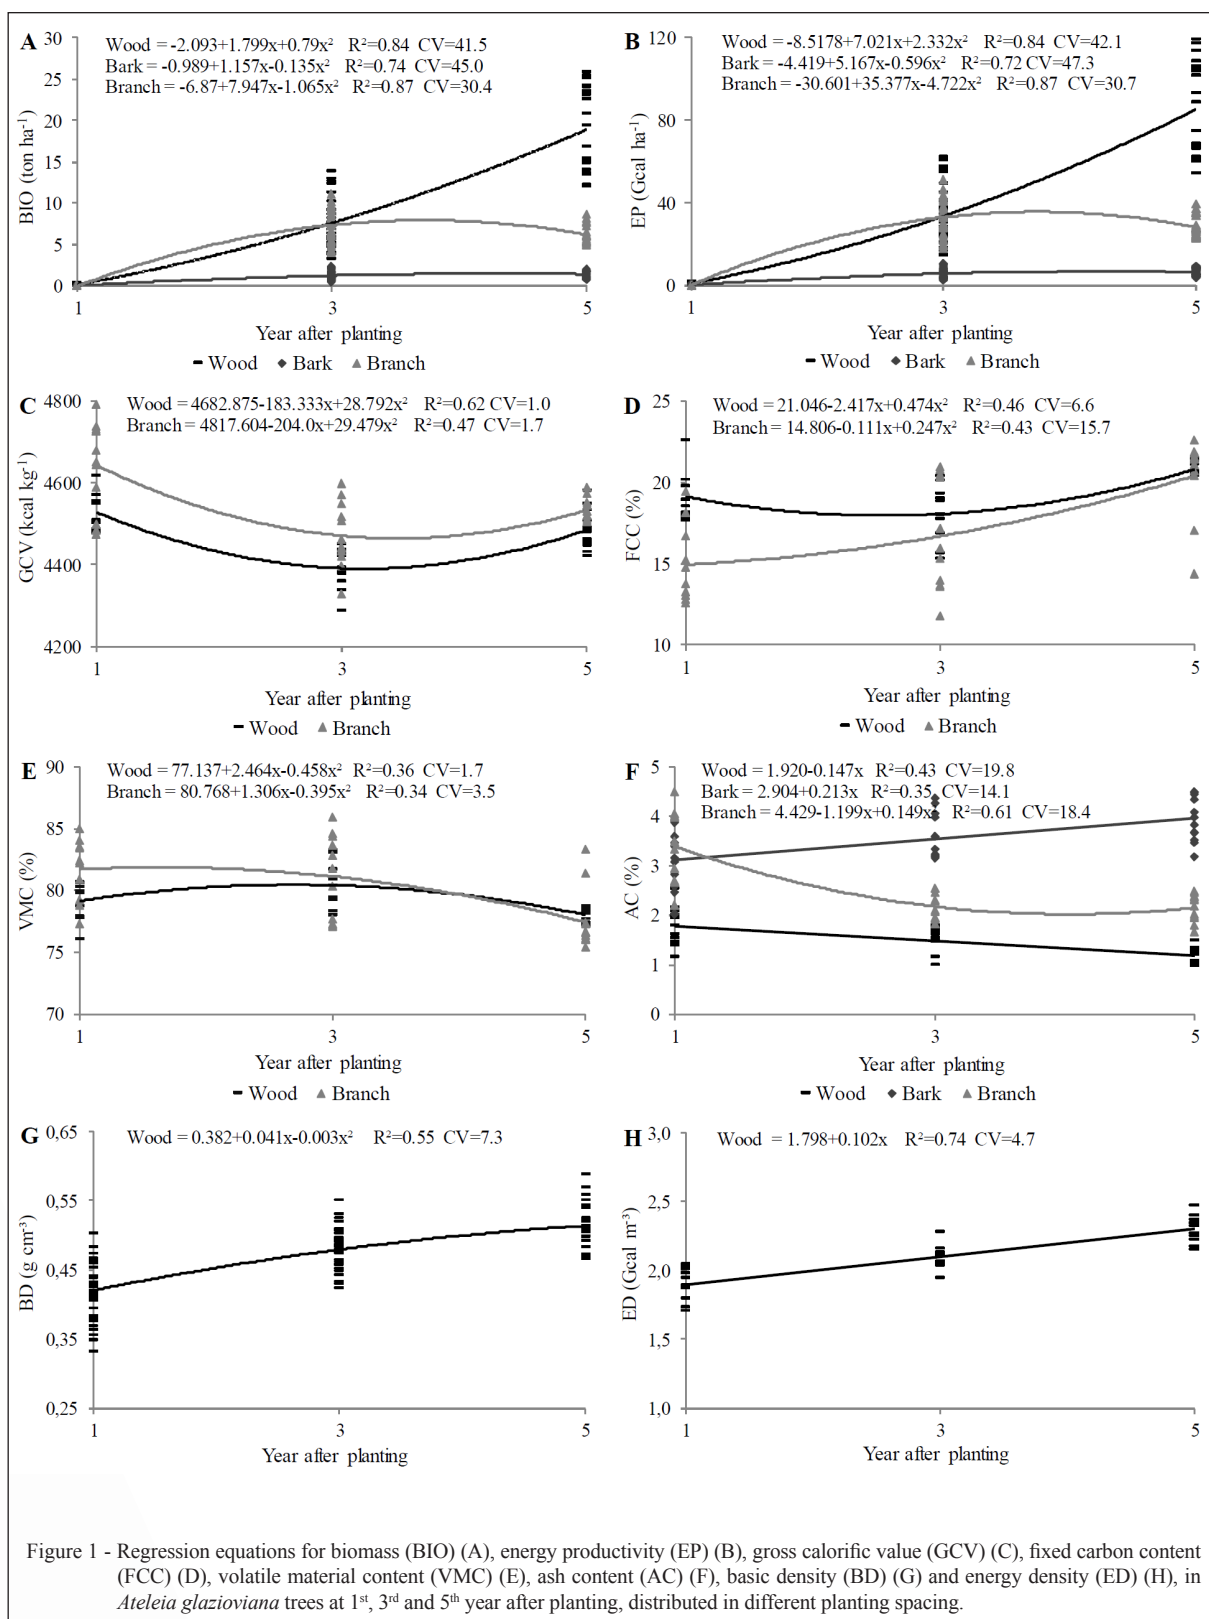 A
Wood = -2.093+1.799x+0.79x² R²=0.84 CV=41.5
Bark = -0.989+1.157x-0.135x² R²=0.74 CV=45.0
Branch = -6.87+7.947x-1.065x² R²=0.87 CV=30.4
BIO (ton ha⁻¹)
30
25
20
15
10
5
0
1 3 5
Year after planting
Wood Bark Branch
B
Wood = -8.5178+7.021x+2.332x² R²=0.84 CV=42.1
Bark = -4.419+5.167x-0.596x² R²=0.72 CV=47.3
Branch = -30.601+35.377x-4.722x² R²=0.87 CV=30.7
EP (Gcal ha⁻¹)
120
80
40
0
1 3 5
Year after planting
Wood Bark Branch
C
Wood = 4682.875-183.333x+28.792x² R²=0.62 CV=1.0
Branch = 4817.604-204.0x+29.479x² R²=0.47 CV=1.7
GCV (kcal kg⁻¹)
4800
4600
4400
4200
1 3 5
Year after planting
Wood Branch
D
Wood = 21.046-2.417x+0.474x² R²=0.46 CV=6.6
Branch = 14.806-0.111x+0.247x² R²=0.43 CV=15.7
FCC (%)
25
20
15
10
1 3 5
Year after planting
Wood Branch
E
Wood = 77.137+2.464x-0.458x² R²=0.36 CV=1.7
Branch = 80.768+1.306x-0.395x² R²=0.34 CV=3.5
VMC (%)
90
85
80
75
70
1 3 5
Year after planting
Wood Branch
F
Wood = 1.920-0.147x R²=0.43 CV=19.8
Bark = 2.904+0.213x R²=0.35 CV=14.1
Branch = 4.429-1.199x+0.149x² R²=0.61 CV=18.4
AC (%)
5
4
3
2
1
0
1 3 5
Year after planting
Wood Bark Branch
G
Wood = 0.382+0.041x-0.003x² R²=0.55 CV=7.3
BD (g cm⁻³)
0,65
0,55
0,45
0,35
0,25
1 3 5
Year after planting
H
Wood = 1.798+0.102x R²=0.74 CV=4.7
ED (Gcal m⁻³)
3,0
2,5
2,0
1,5
1,0
1 3 5
Year after planting
Figure 1 - Regression equations for biomass (BIO) (A), energy productivity (EP) (B), gross calorific value (GCV) (C), fixed carbon content
(FCC) (D), volatile material content (VMC) (E), ash content (AC) (F), basic density (BD) (G) and energy density (ED) (H), in
Ateleia glazioviana trees at 1st, 3rd and 5th year after planting, distributed in different planting spacing.